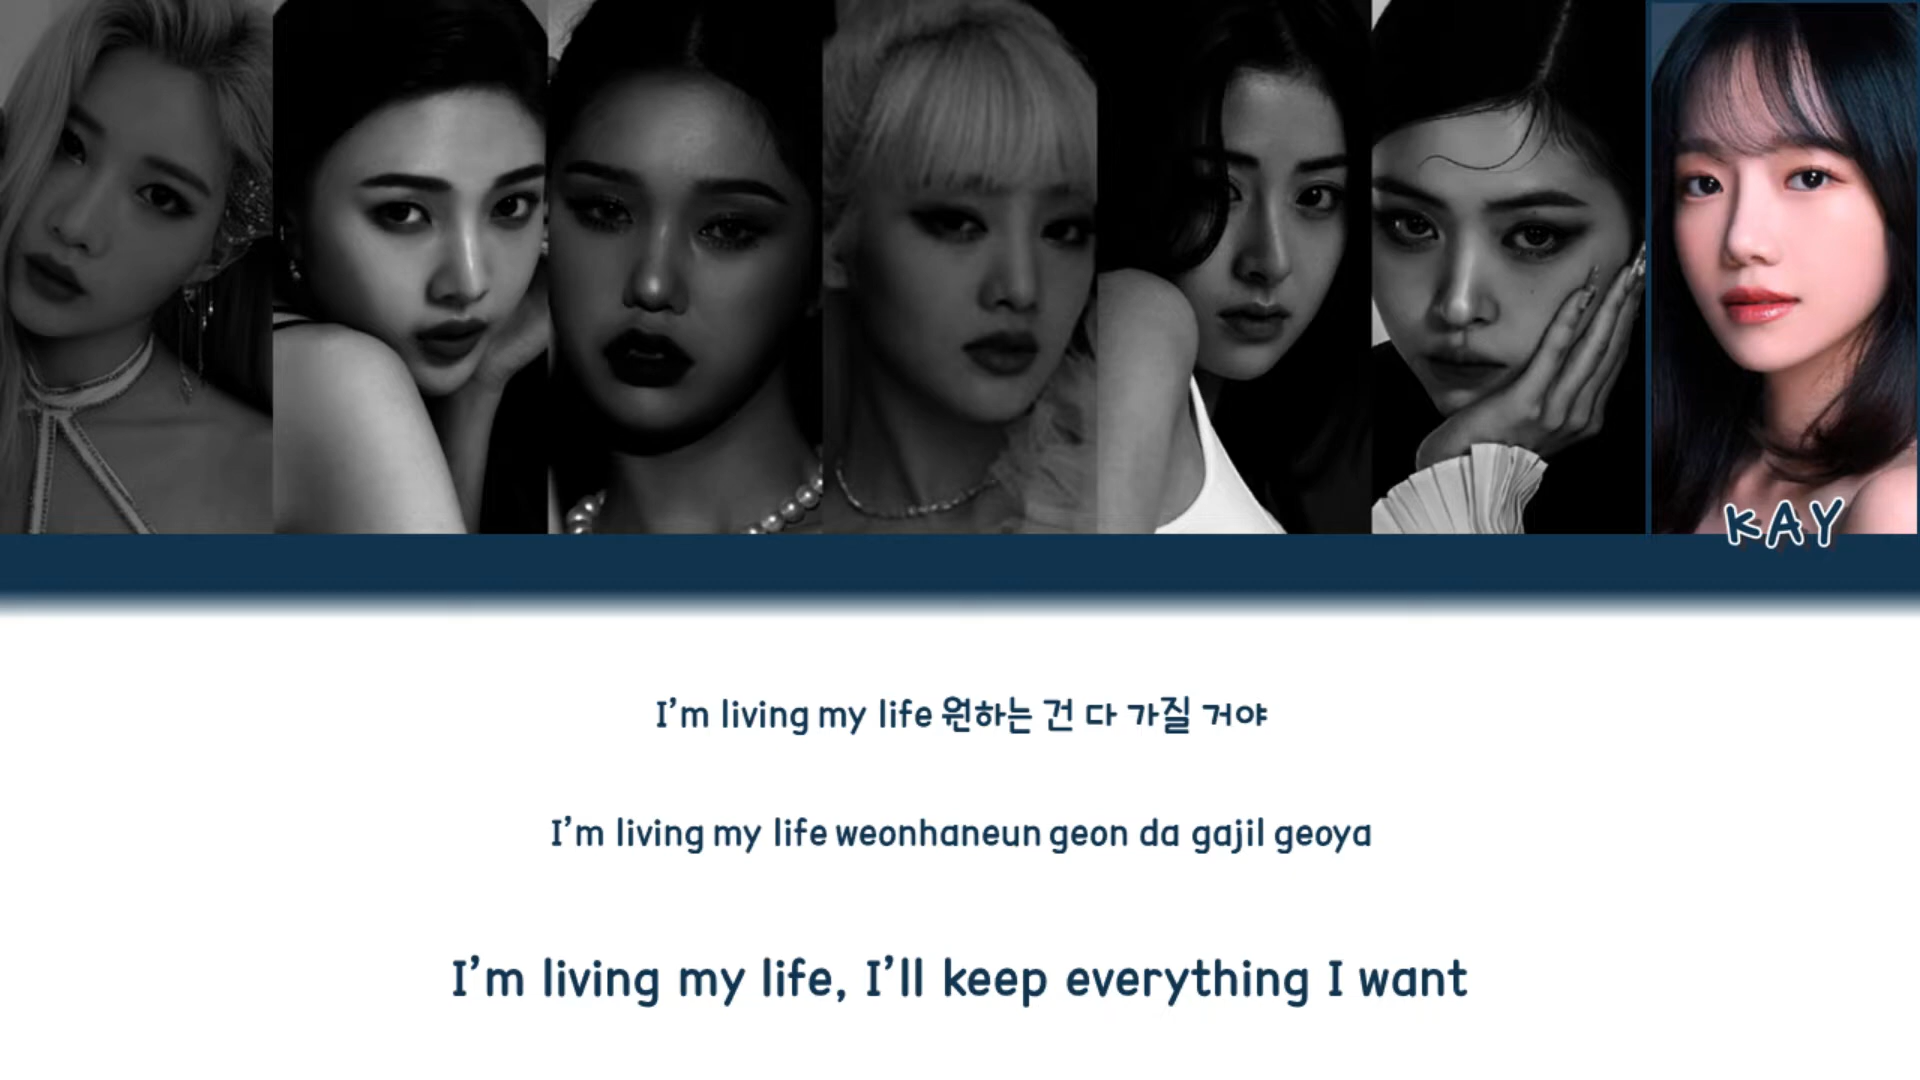 KAY
I'm living my life 원하는 건 다 가질 거야
I'm living my life weonhaneun geon da gajil geoya
I'm living my life, I'll keep everything I want